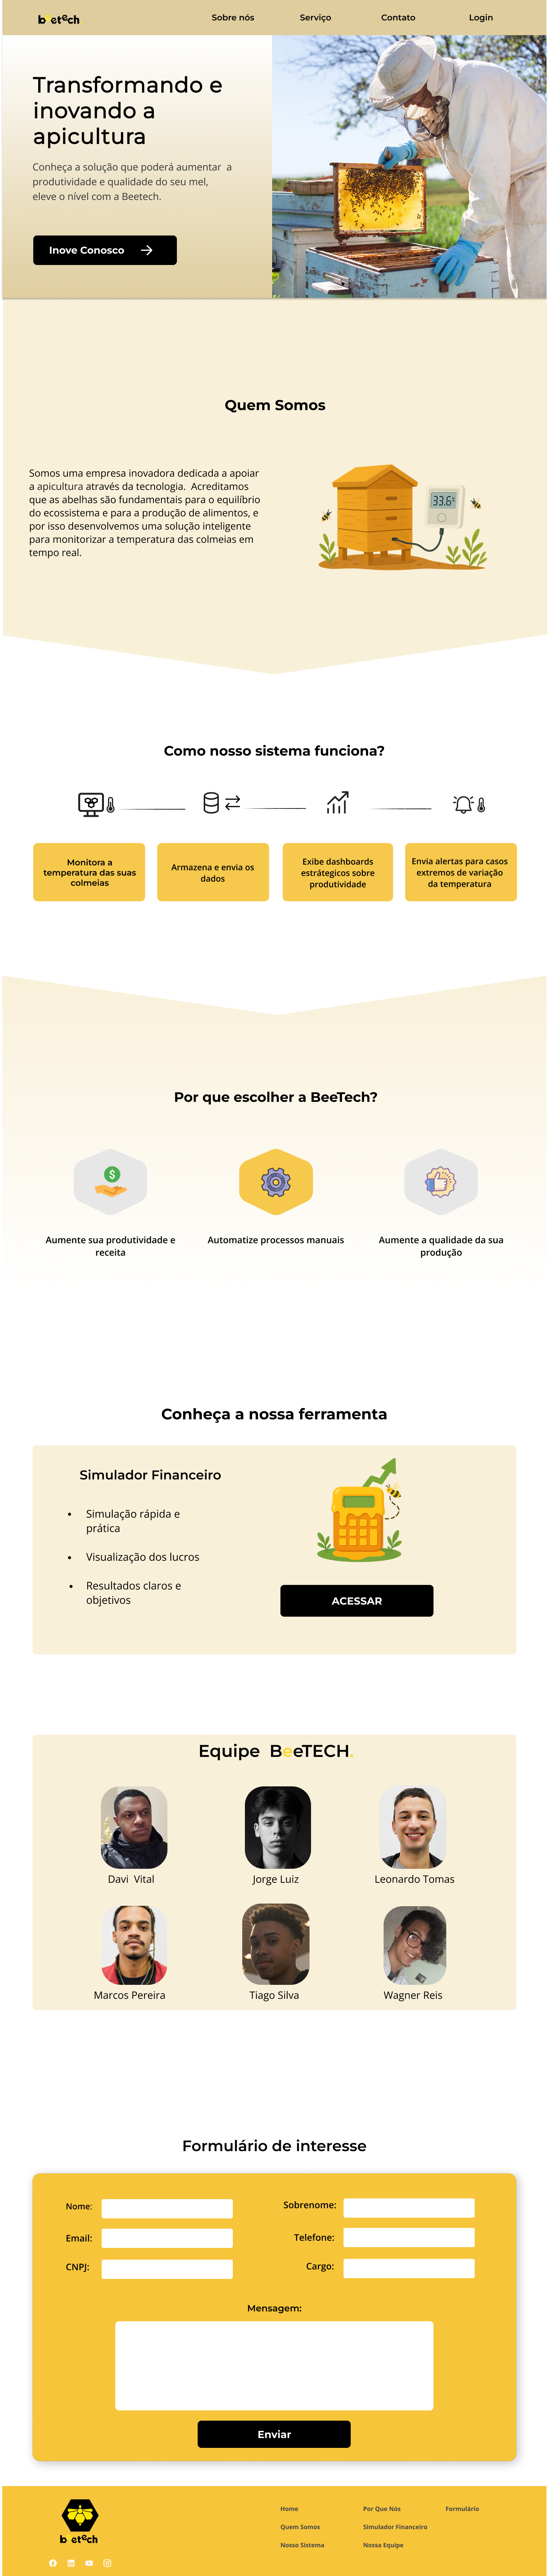 beetech
Sobre nós
Serviço
Contato
Login
Transformando e
inovando a
apicultura
Conheça a solução que poderá aumentar a
produtividade e qualidade do seu mel,
eleve o nível com a Beetech.
Inove Conosco
Quem Somos
Somos uma empresa inovadora dedicada a apoiar
a apicultura através da tecnologia. Acreditamos
que as abelhas são fundamentais para o equilíbrio
do ecossistema e para a produção de alimentos, e
por isso desenvolvemos uma solução inteligente
para monitorizar a temperatura das colmeias em
tempo real.
33.6°
Como nosso sistema funciona?
Monitora a
temperatura das suas
colmeias
Armazena e envia os
dados
Exibe dashboards
estrátegicos sobre
produtividade
Envia alertas para casos
extremos de variação
da temperatura
Por que escolher a BeeTech?
$
Aumente sua produtividade e
receita
Automatize processos manuais
Aumente a qualidade da sua
produção
Conheça a nossa ferramenta
Simulador Financeiro
• Simulação rápida e
prática
• Visualização dos lucros
• Resultados claros e
objetivos
ACESSAR
Equipe BeeTECH.
Davi Vital
Jorge Luiz
Leonardo Tomas
Marcos Pereira
Tiago Silva
Wagner Reis
Formulário de interesse
Nome:
Sobrenome:
Email:
Telefone:
CNPJ:
Cargo:
Mensagem:
Enviar
beetech
Home
Por Que Nós
Formulário
Quem Somos
Simulador Financeiro
Nosso Sistema
Nossa Equipe